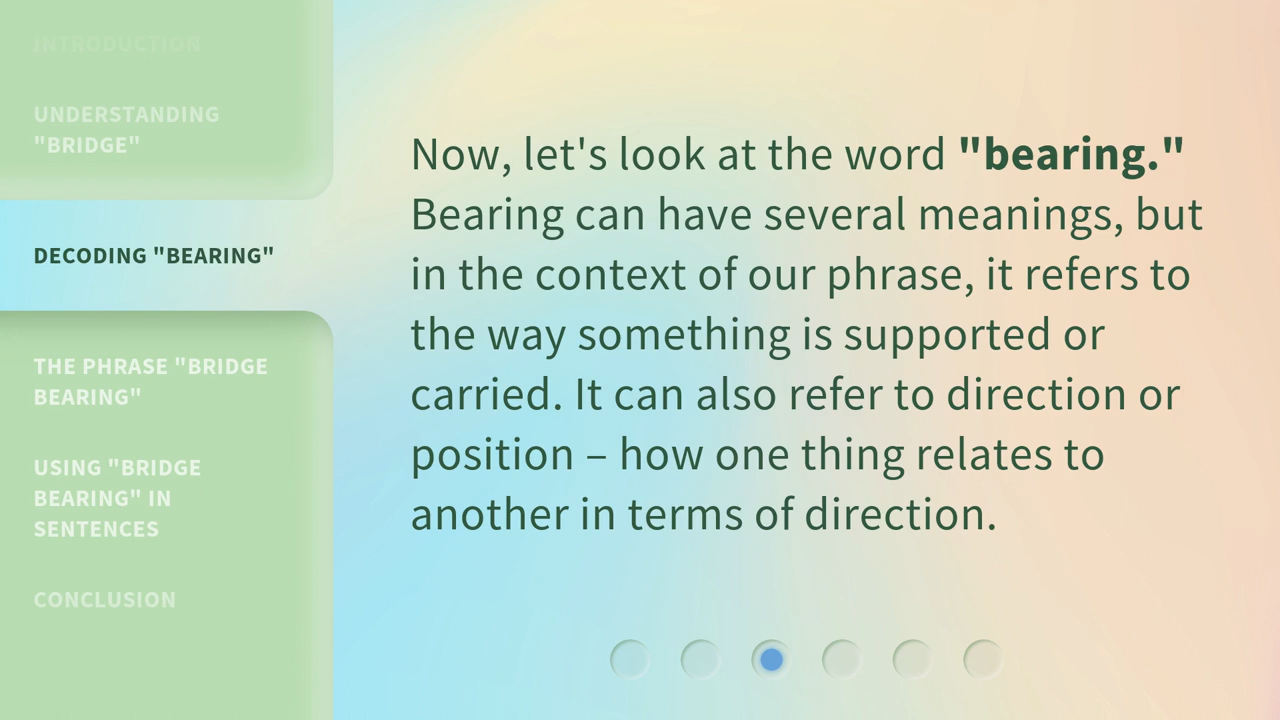 INTRODUCTION
UNDERSTANDING
"BRIDGE"
DECODING "BEARING"
THE PHRASE "BRIDGE
BEARING"
USING "BRIDGE
BEARING" IN
SENTENCES
CONCLUSION
Now, let's look at the word "bearing."
Bearing can have several meanings, but
in the context of our phrase, it refers to
the way something is supported or
carried. It can also refer to direction or
position – how one thing relates to
another in terms of direction.